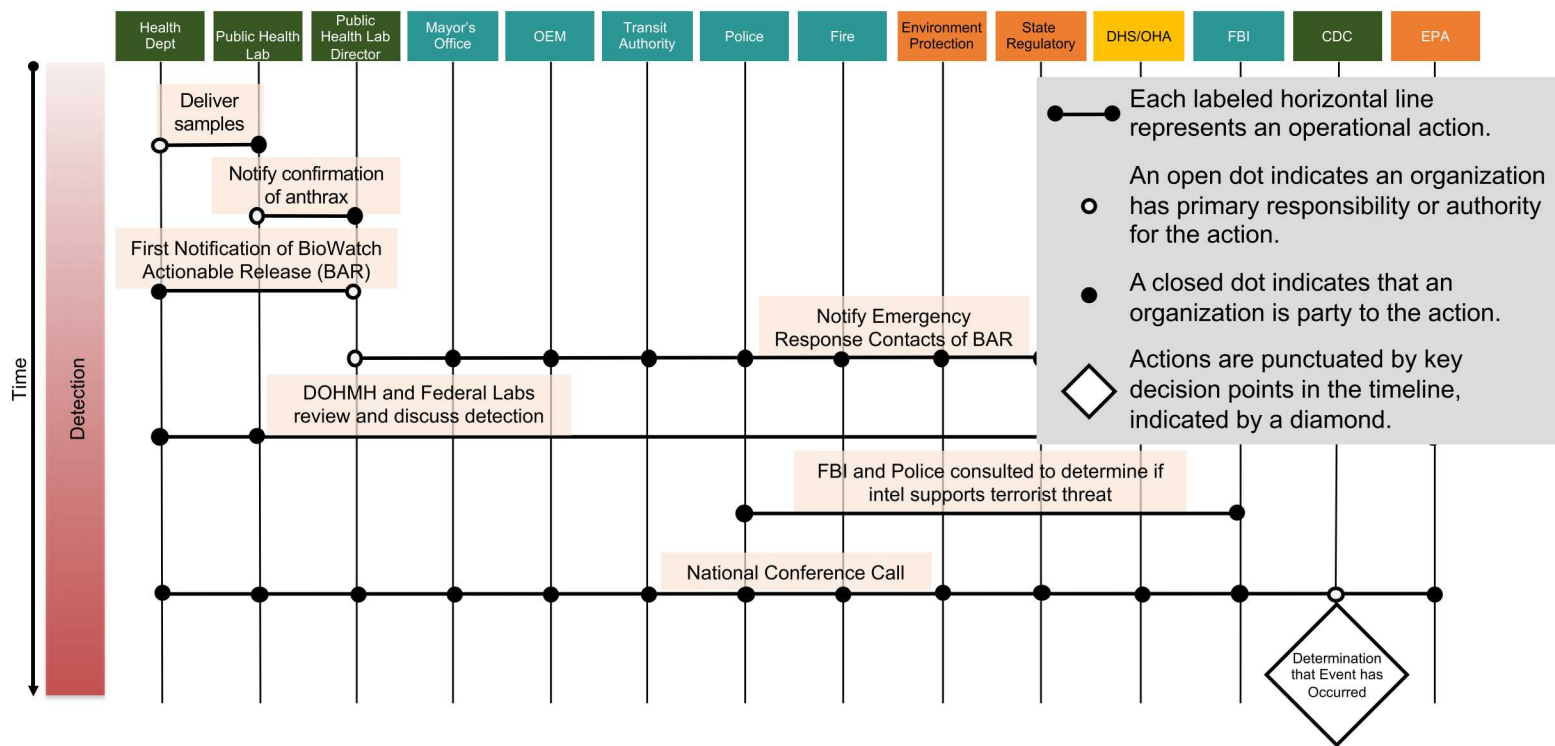 Health
Dept
Public Health
Lab
Public
Health Lab
Director
Mayor's
Office
OEM
Transit
Authority
Police
Fire
Environment
Protection
State
Regulatory
DHS/OHA
FBI
CDC
EPA
Time
Detection
Deliver
samples
Notify confirmation
of anthrax
First Notification of BioWatch
Actionable Release (BAR)
Notify Emergency
Response Contacts of BAR
DOHMH and Federal Labs
review and discuss detection
FBI and Police consulted to determine if
intel supports terrorist threat
National Conference Call
Determination
that Event has
Occurred
Each labeled horizontal line
represents an operational action.
An open dot indicates an organization
has primary responsibility or authority
for the action.
A closed dot indicates that an
organization is party to the action.
Actions are punctuated by key
decision points in the timeline,
indicated by a diamond.